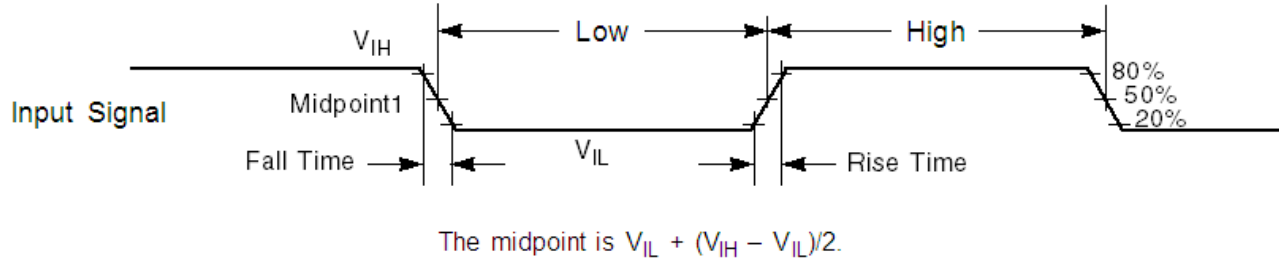 Low
High
V_IH
80%
Input Signal
Midpoint1
50%
20%
Fall Time
V_IL
Rise Time
The midpoint is V_IL + (V_IH – V_IL)/2.